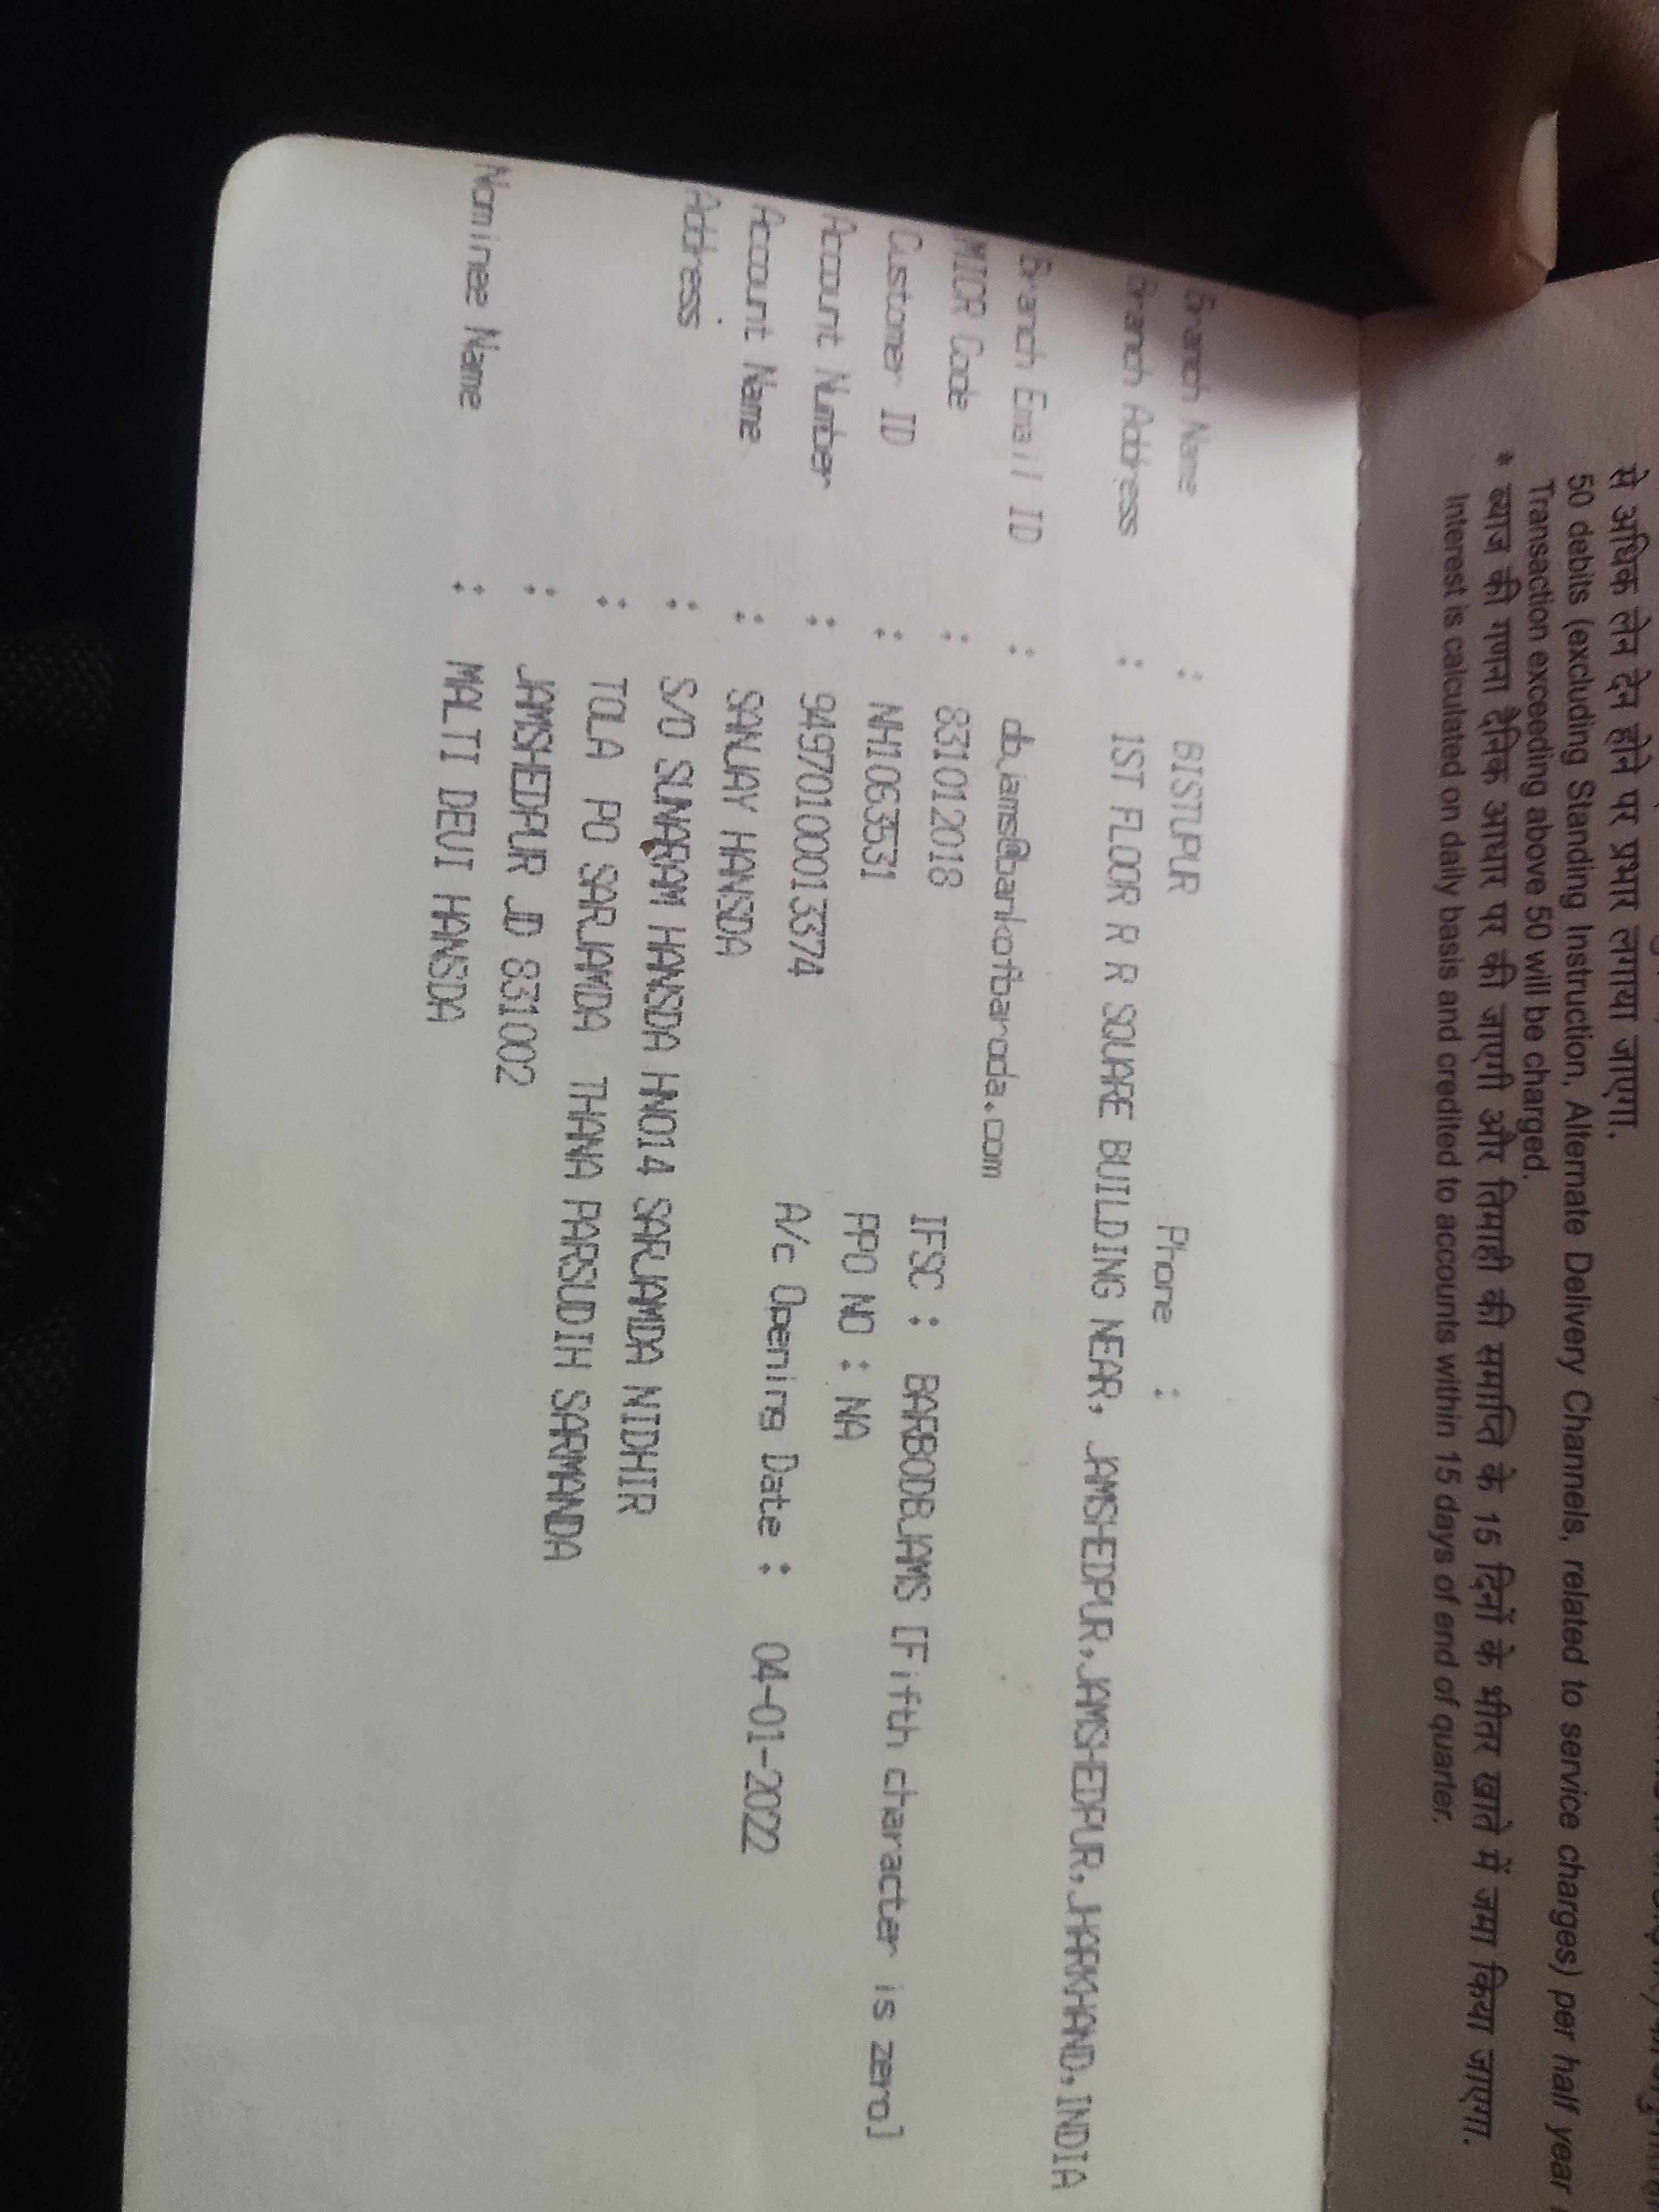 से अधिक लेन देन होने पर प्रभार लगाया जाएगा.
50 debits (excluding Standing Instruction, Alternate Delivery Channels, related to service charges) per half year
Transaction exceeding above 50 will be charged.
* ब्याज की गणना दैनिक आधार पर की जाएगी और तिमाही की समाप्ति के 15 दिनों के भीतर खाते में जमा किया जाएगा.
Interest is calculated on daily basis and credited to accounts within 15 days of end of quarter.
Branch Name : BISTUPUR Phone :
Branch Address : 1ST FLOOR R R SQUARE BUILDING NEAR, JAMSHEDPUR,JAMSHEDPUR,JHARKHAND,INDIA
Branch Email ID : dbjams@bankofbaroda.com
MICR Code : 831012018 IFSC : BARB0DBJAMS [Fifth character is zero]
Customer ID : NH1063531 PPO NO : NA
Account Number : 94970100013374 A/c Opening Date : 04-01-2022
Account Name : SANJAY HANSDA
Address : S/O SUNARAM HANSDA HNO14 SARJAMDA NIDHIR
: TOLA PO SARJAMDA THANA PARSUDIH SARMANDA
: JAMSHEDPUR JD 831002
Nominee Name : MALTI DEVI HANSDA